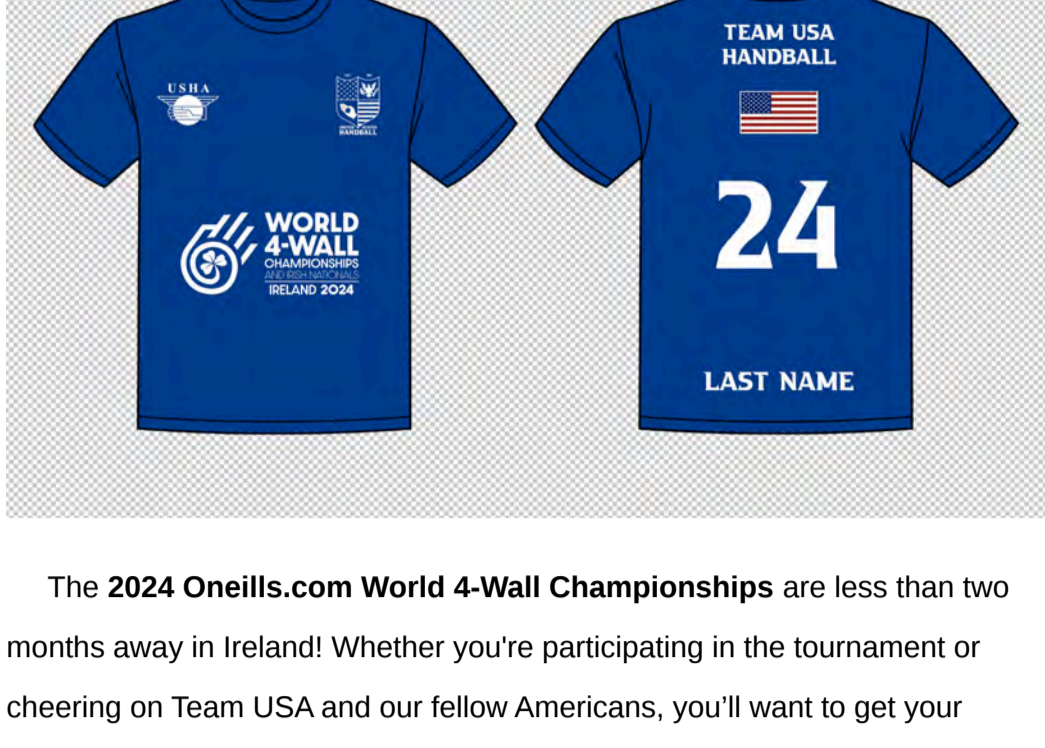 USHA
UNITED STATES
HANDBALL
WORLD
4-WALL
CHAMPIONSHIPS
AND IRISH NATIONALS
IRELAND 2024
TEAM USA
HANDBALL
24
LAST NAME
The 2024 Oneills.com World 4-Wall Championships are less than two
months away in Ireland! Whether you're participating in the tournament or
cheering on Team USA and our fellow Americans, you’ll want to get your